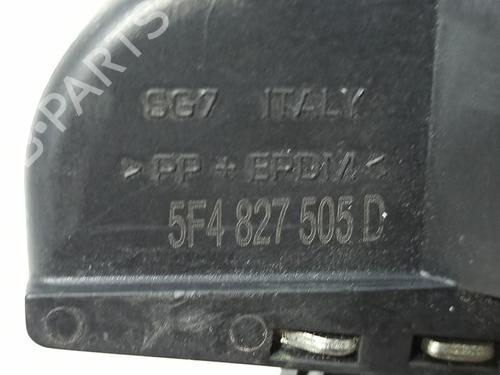 B-PARTS
SG7 ITALY
>PP + EPDM<
5F4 827 505 D